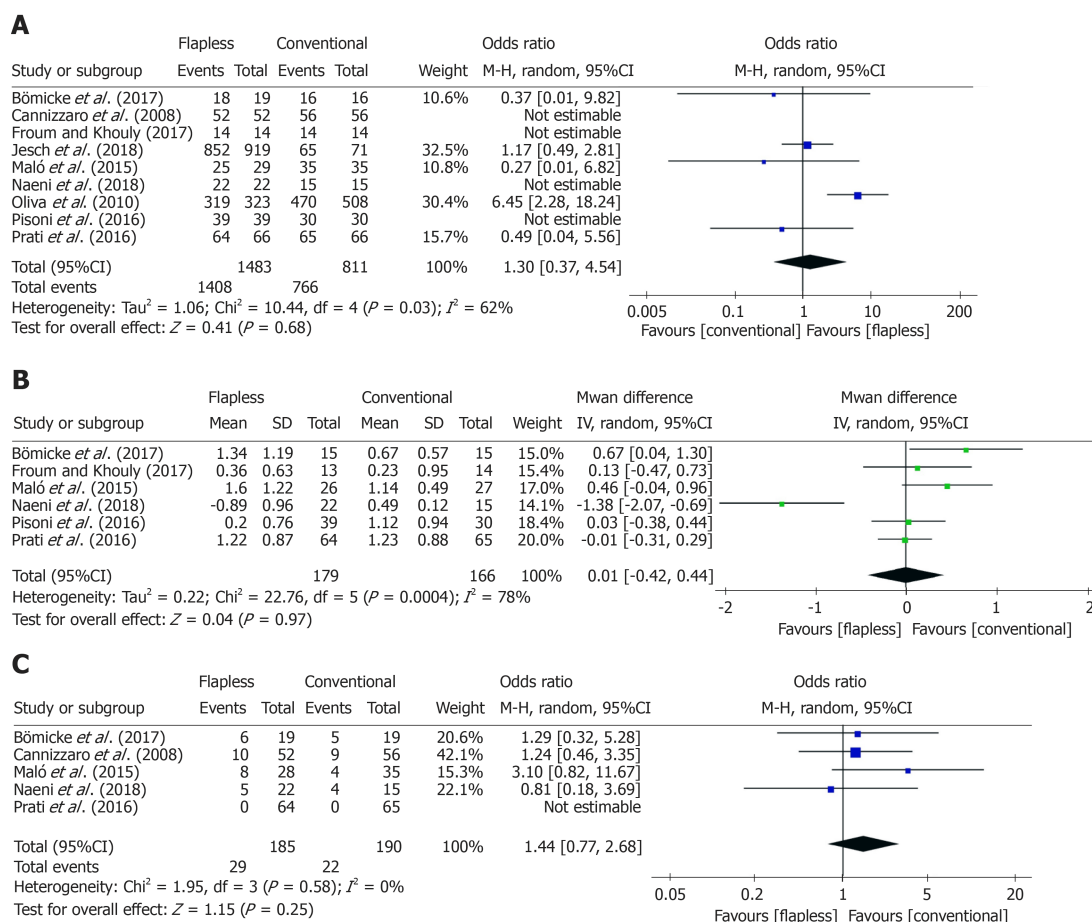 A
Flapless Conventional Odds ratio Odds ratio
Study or subgroup Events Total Events Total Weight M-H, random, 95%CI M-H, random, 95%CI
Bömicke et al. (2017) 18 19 16 16 10.6% 0.37 [0.01, 9.82]
Cannizzaro et al. (2008) 52 52 56 56 Not estimable
Froum and Khouly (2017) 14 14 14 14 Not estimable
Jesch et al. (2018) 852 919 65 71 32.5% 1.17 [0.49, 2.81]
Maló et al. (2015) 25 29 35 35 10.8% 0.27 [0.01, 6.82]
Naeni et al. (2018) 22 22 15 15 Not estimable
Oliva et al. (2010) 319 323 470 508 30.4% 6.45 [2.28, 18.24]
Pisoni et al. (2016) 39 39 30 30 Not estimable
Prati et al. (2016) 64 66 65 66 15.7% 0.49 [0.04, 5.56]
Total (95%CI) 1483 811 100% 1.30 [0.37, 4.54]
Total events 1408 766
Heterogeneity: Tau² = 1.06; Chi² = 10.44, df = 4 (P = 0.03); I² = 62%
Test for overall effect: Z = 0.41 (P = 0.68)
0.005 0.1 1 10 200
Favours [conventional] Favours [flapless]
B
Flapless Conventional Mwan difference Mwan difference
Study or subgroup Mean SD Total Mean SD Total Weight IV, random, 95%CI IV, random, 95%CI
Bömicke et al. (2017) 1.34 1.19 15 0.67 0.57 15 15.0% 0.67 [0.04, 1.30]
Froum and Khouly (2017) 0.36 0.63 13 0.23 0.95 14 15.4% 0.13 [-0.47, 0.73]
Maló et al. (2015) 1.6 1.22 26 1.14 0.49 27 17.0% 0.46 [-0.04, 0.96]
Naeni et al. (2018) -0.89 0.96 22 0.49 0.12 15 14.1% -1.38 [-2.07, -0.69]
Pisoni et al. (2016) 0.2 0.76 39 1.12 0.94 30 18.4% 0.03 [-0.38, 0.44]
Prati et al. (2016) 1.22 0.87 64 1.23 0.88 65 20.0% -0.01 [-0.31, 0.29]
Total (95%CI) 179 166 100% 0.01 [-0.42, 0.44]
Heterogeneity: Tau² = 0.22; Chi² = 22.76, df = 5 (P = 0.0004); I² = 78%
Test for overall effect: Z = 0.04 (P = 0.97)
-2 -1 0 1 2
Favours [flapless] Favours [conventional]
C
Flapless Conventional Odds ratio Odds ratio
Study or subgroup Events Total Events Total Weight M-H, random, 95%CI M-H, random, 95%CI
Bömicke et al. (2017) 6 19 5 19 20.6% 1.29 [0.32, 5.28]
Cannizzaro et al. (2008) 10 52 9 56 42.1% 1.24 [0.46, 3.35]
Maló et al. (2015) 8 28 4 35 15.3% 3.10 [0.82, 11.67]
Naeni et al. (2018) 5 22 4 15 22.1% 0.81 [0.18, 3.69]
Prati et al. (2016) 0 64 0 65 Not estimable
Total (95%CI) 185 190 100% 1.44 [0.77, 2.68]
Total events 29 22
Heterogeneity: Chi² = 1.95, df = 3 (P = 0.58); I² = 0%
Test for overall effect: Z = 1.15 (P = 0.25)
0.05 0.2 1 5 20
Favours [flapless] Favours [conventional]